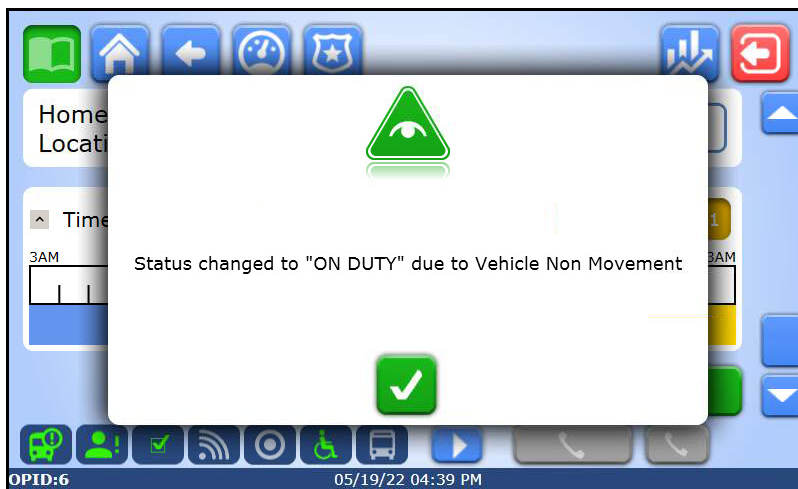 Home
Locati
Time
1
3AM
3AM
Status changed to "ON DUTY" due to Vehicle Non Movement
OPID:6
05/19/22 04:39 PM